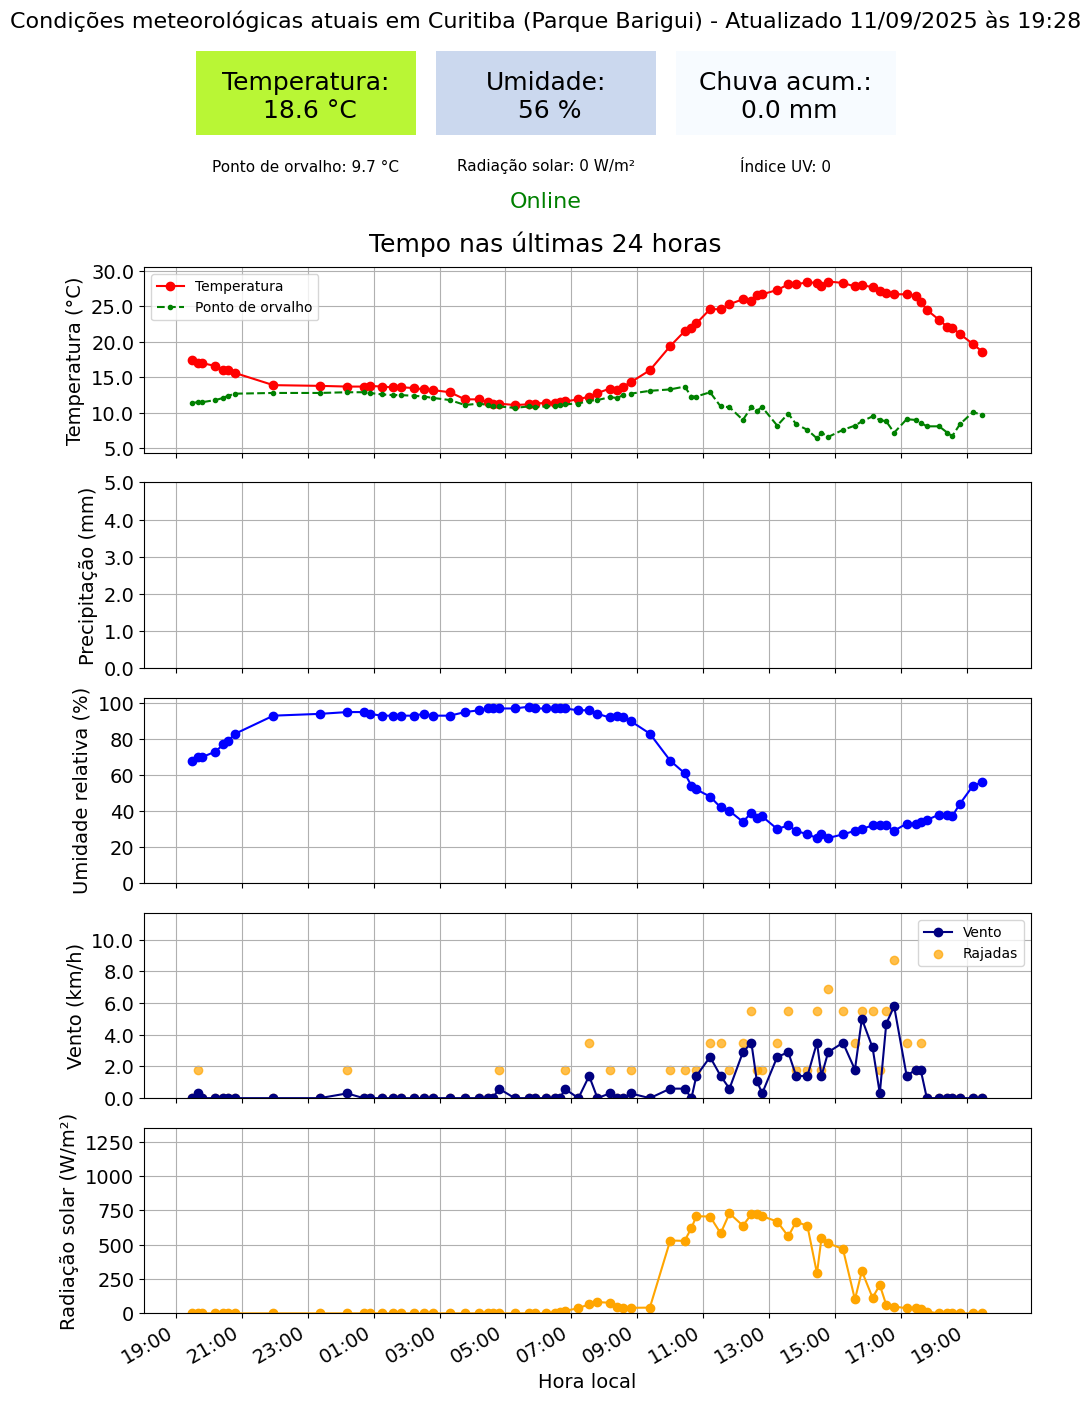 Condições meteorológicas atuais em Curitiba (Parque Barigui) - Atualizado 11/09/2025 às 19:28
Temperatura:
18.6 °C
Umidade:
56 %
Chuva acum.:
0.0 mm
Ponto de orvalho: 9.7 °C
Radiação solar: 0 W/m²
Índice UV: 0
Online
Tempo nas últimas 24 horas
Temperatura (°C)
30.0
25.0
20.0
15.0
10.0
5.0
Temperatura
Ponto de orvalho
Precipitação (mm)
5.0
4.0
3.0
2.0
1.0
0.0
Umidade relativa (%)
100
80
60
40
20
0
Vento (km/h)
10.0
8.0
6.0
4.0
2.0
0.0
Vento
Rajadas
Radiação solar (W/m²)
1250
1000
750
500
250
0
19:00
21:00
23:00
01:00
03:00
05:00
07:00
09:00
11:00
13:00
15:00
17:00
19:00
Hora local